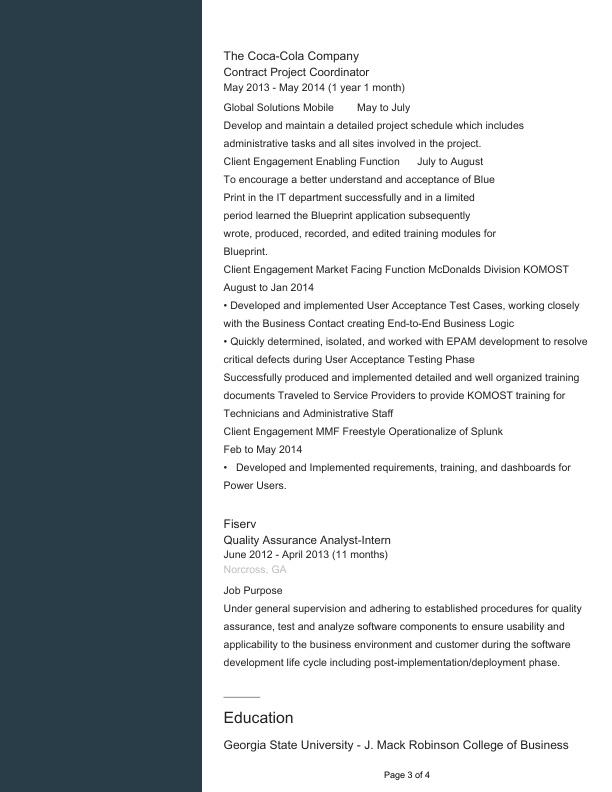 The Coca-Cola Company
Contract Project Coordinator
May 2013 - May 2014 (1 year 1 month)
Global Solutions Mobile May to July
Develop and maintain a detailed project schedule which includes
administrative tasks and all sites involved in the project.
Client Engagement Enabling Function July to August
To encourage a better understand and acceptance of Blue
Print in the IT department successfully and in a limited
period learned the Blueprint application subsequently
wrote, produced, recorded, and edited training modules for
Blueprint.
Client Engagement Market Facing Function McDonalds Division KOMOST
August to Jan 2014
• Developed and implemented User Acceptance Test Cases, working closely
with the Business Contact creating End-to-End Business Logic
• Quickly determined, isolated, and worked with EPAM development to resolve
critical defects during User Acceptance Testing Phase
Successfully produced and implemented detailed and well organized training
documents Traveled to Service Providers to provide KOMOST training for
Technicians and Administrative Staff
Client Engagement MMF Freestyle Operationalize of Splunk
Feb to May 2014
• Developed and Implemented requirements, training, and dashboards for
Power Users.
Fiserv
Quality Assurance Analyst-Intern
June 2012 - April 2013 (11 months)
Norcross, GA
Job Purpose
Under general supervision and adhering to established procedures for quality
assurance, test and analyze software components to ensure usability and
applicability to the business environment and customer during the software
development life cycle including post-implementation/deployment phase.
Education
Georgia State University - J. Mack Robinson College of Business
Page 3 of 4